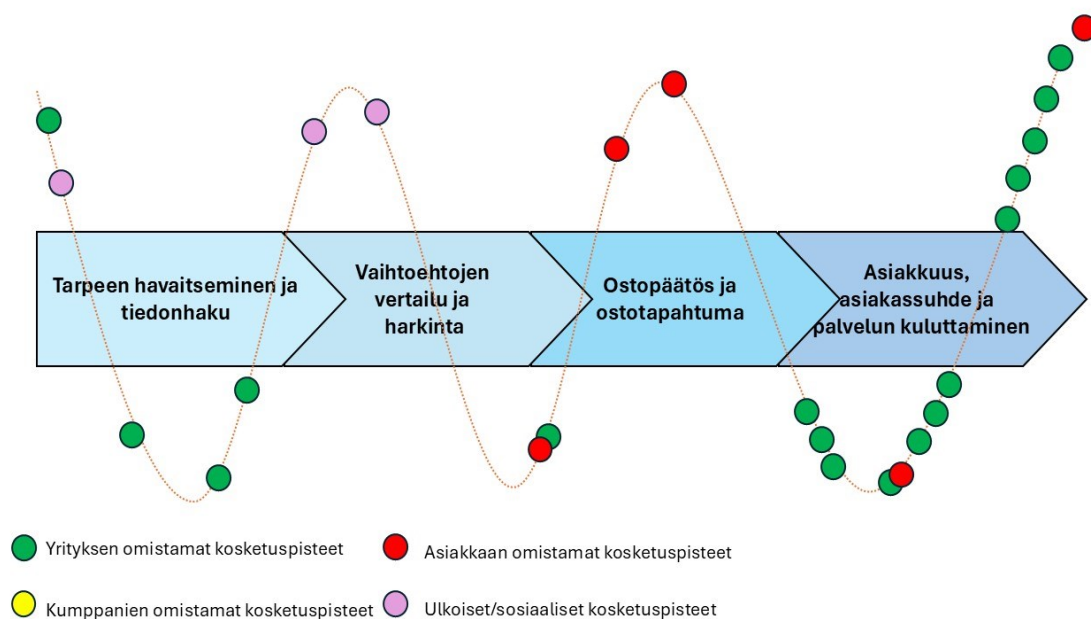 Tarpeen havaitseminen ja
tiedonhaku
Vaihtoehtojen
vertailu ja
harkinta
Ostopäätös ja
ostotapahtuma
Asiakkuus,
asiakassuhde ja
palvelun kuluttaminen
Yrityksen omistamat kosketuspisteet
Asiakkaan omistamat kosketuspisteet
Kumppanien omistamat kosketuspisteet
Ulkoiset/sosiaaliset kosketuspisteet